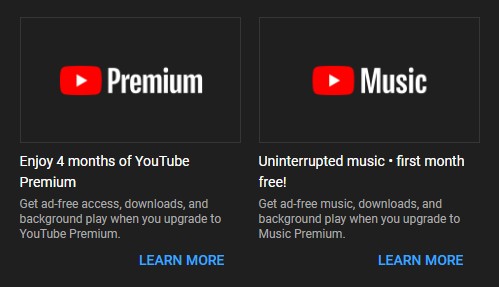 Premium
Enjoy 4 months of YouTube
Premium
Get ad-free access, downloads, and
background play when you upgrade to
YouTube Premium.
LEARN MORE
Music
Uninterrupted music • first month
free!
Get ad-free music, downloads, and
background play when you upgrade to
Music Premium.
LEARN MORE